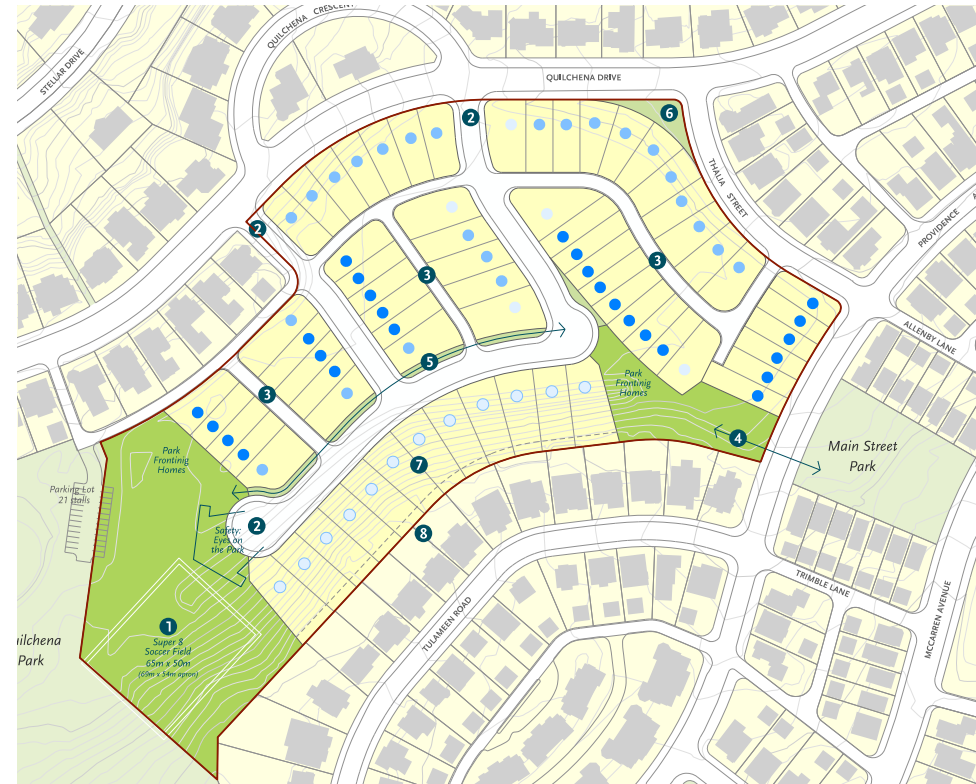 QUILCHENA CRESCENT
STELLAR DRIVE
QUILCHENA DRIVE
2
6
THALIA STREET
PROVIDENCE
2
3
3
ALLENBY LANE
5
3
Park
Frontinig
Homes
4
Main Street
Park
Park
Frontinig
Homes
7
Parking Lot
21 stalls
2
Safety:
Eyes on
the Park
8
TRIMBLE LANE
MCCARREN AVENUE
TULAMEEN ROAD
1
Super 8
Soccer Field
65m x 50m
(69m x 54m apron)
uilchena
Park